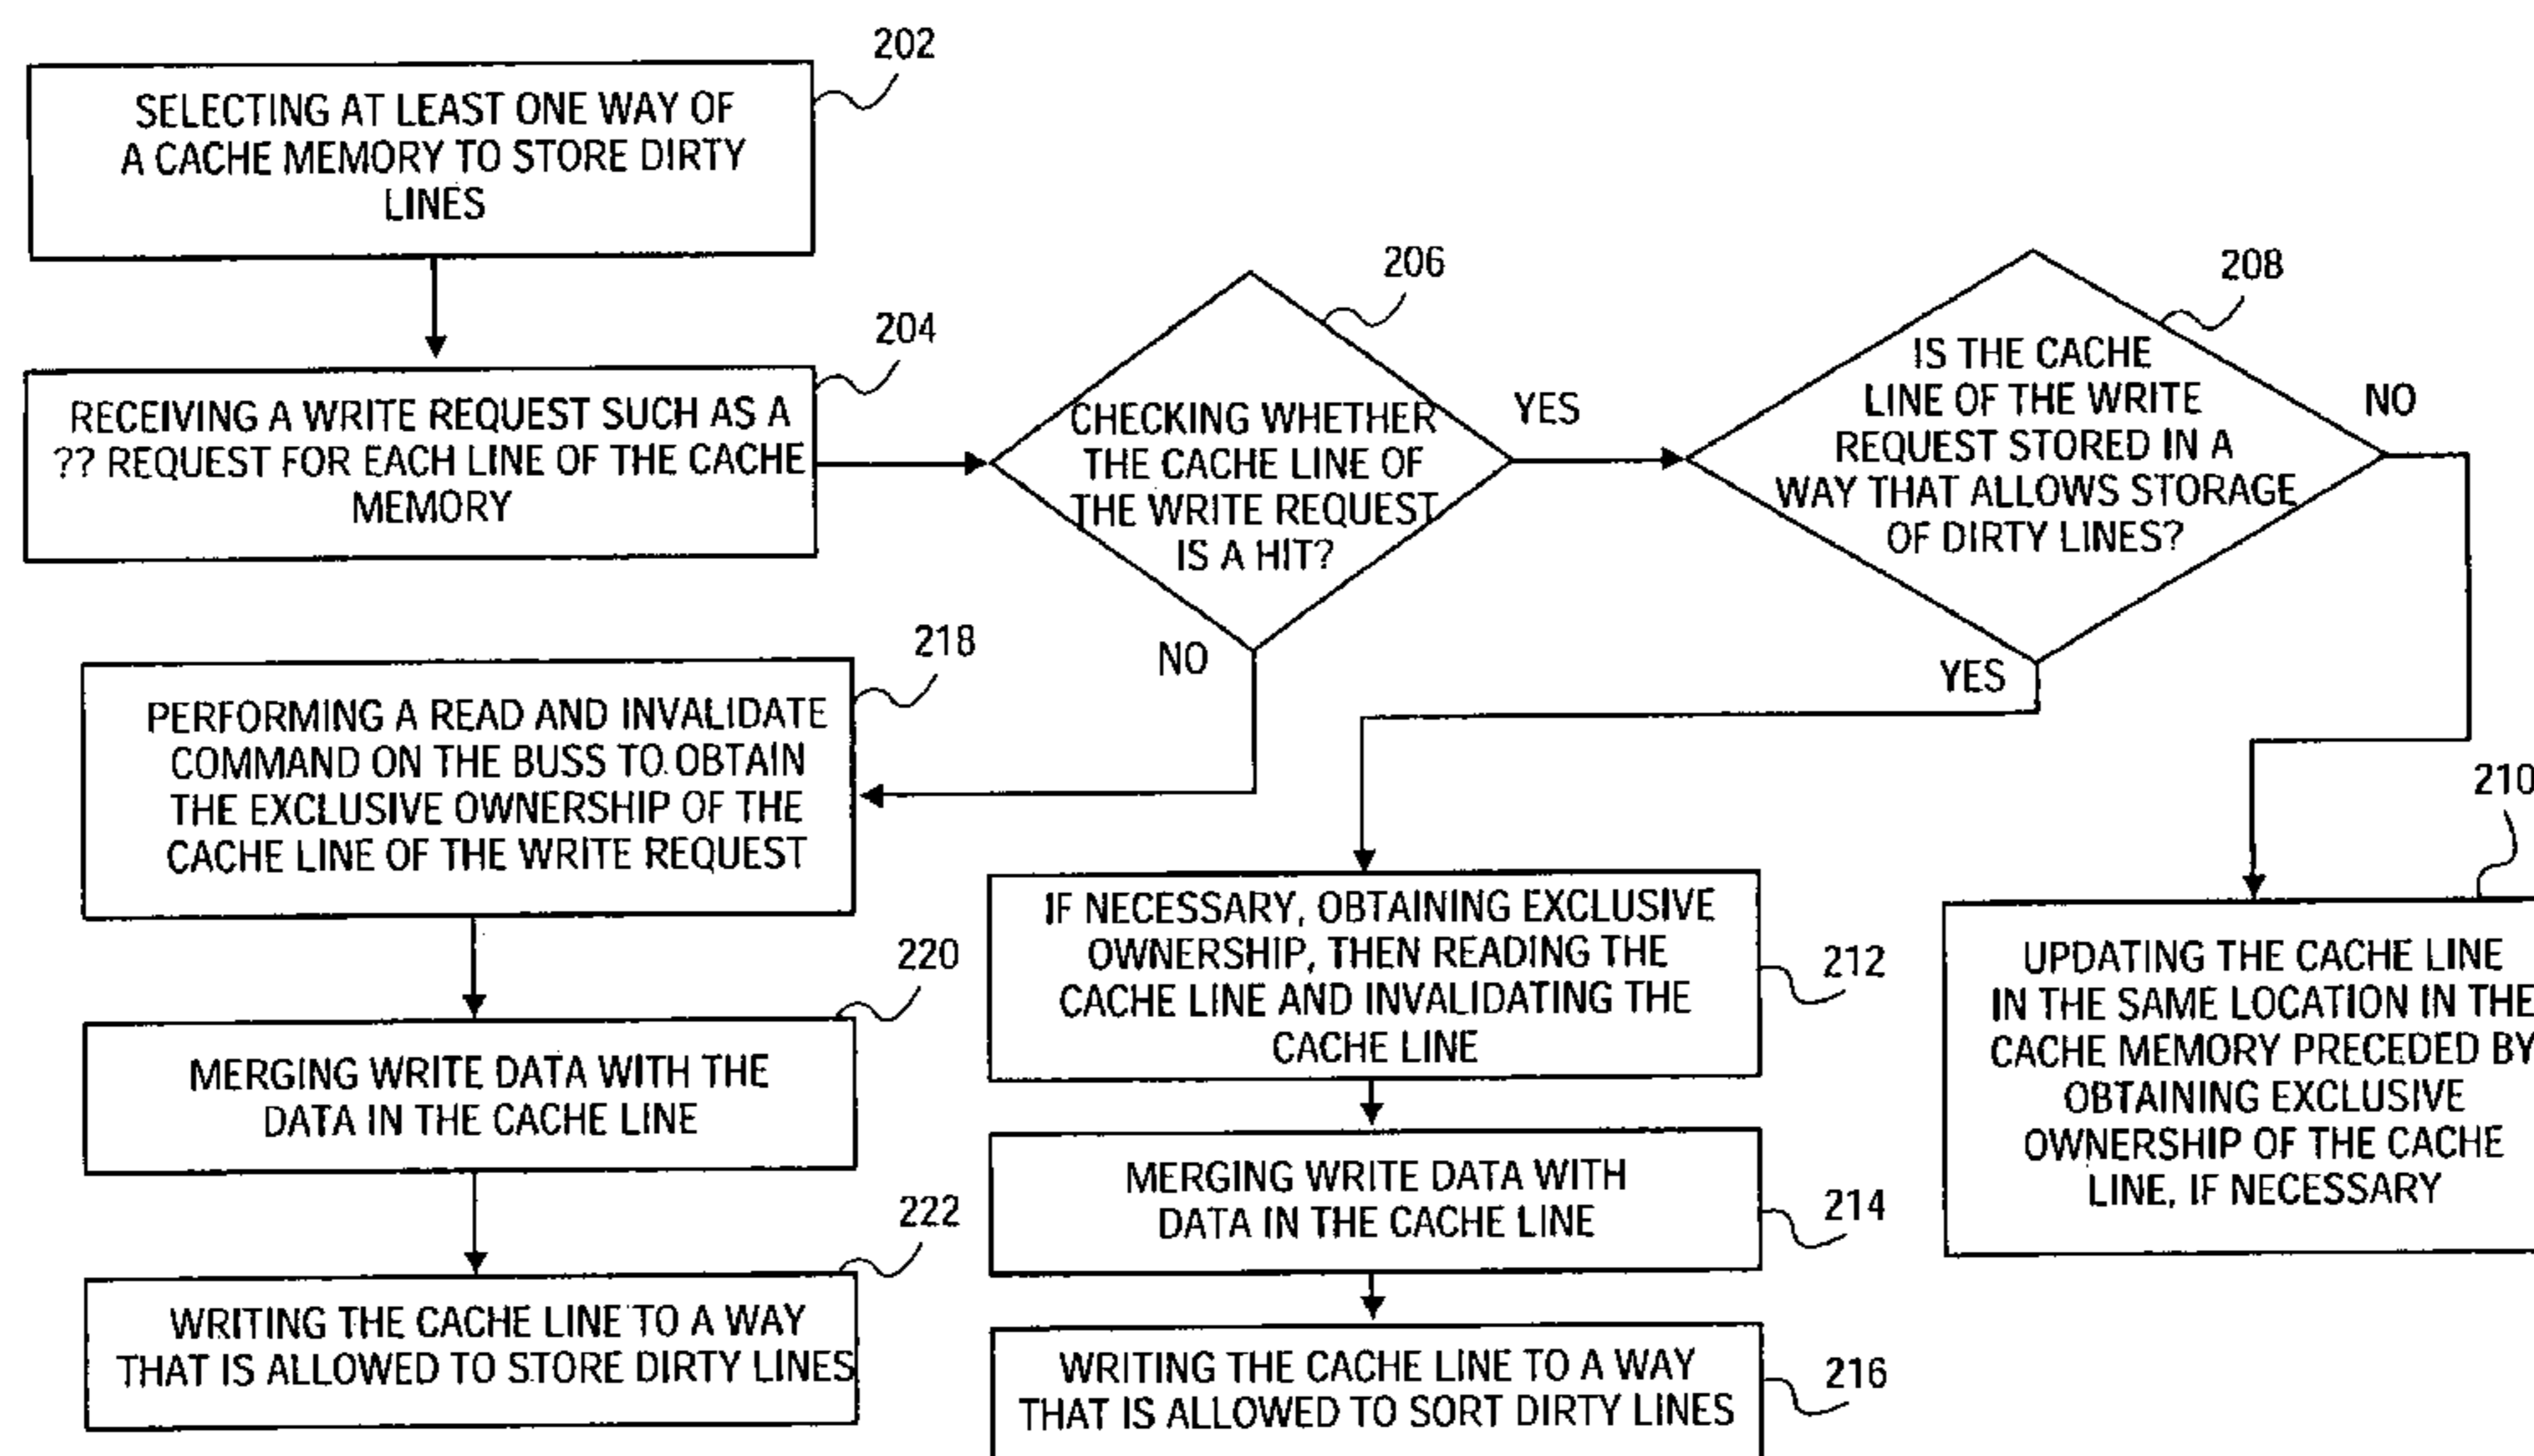 202
SELECTING AT LEAST ONE WAY OF
A CACHE MEMORY TO STORE DIRTY
LINES
204
RECEIVING A WRITE REQUEST SUCH AS A
?? REQUEST FOR EACH LINE OF THE CACHE
MEMORY
206
CHECKING WHETHER
THE CACHE LINE OF
THE WRITE REQUEST
IS A HIT?
YES
NO
208
IS THE CACHE
LINE OF THE WRITE
REQUEST STORED IN A
WAY THAT ALLOWS STORAGE
OF DIRTY LINES?
NO
YES
218
PERFORMING A READ AND INVALIDATE
COMMAND ON THE BUSS TO OBTAIN
THE EXCLUSIVE OWNERSHIP OF THE
CACHE LINE OF THE WRITE REQUEST
220
MERGING WRITE DATA WITH THE
DATA IN THE CACHE LINE
222
WRITING THE CACHE LINE TO A WAY
THAT IS ALLOWED TO STORE DIRTY LINES
IF NECESSARY, OBTAINING EXCLUSIVE
OWNERSHIP, THEN READING THE
CACHE LINE AND INVALIDATING THE
CACHE LINE
212
MERGING WRITE DATA WITH
DATA IN THE CACHE LINE
214
WRITING THE CACHE LINE TO A WAY
THAT IS ALLOWED TO SORT DIRTY LINES
216
210
UPDATING THE CACHE LINE
IN THE SAME LOCATION IN THE
CACHE MEMORY PRECEDED BY
OBTAINING EXCLUSIVE
OWNERSHIP OF THE CACHE
LINE, IF NECESSARY